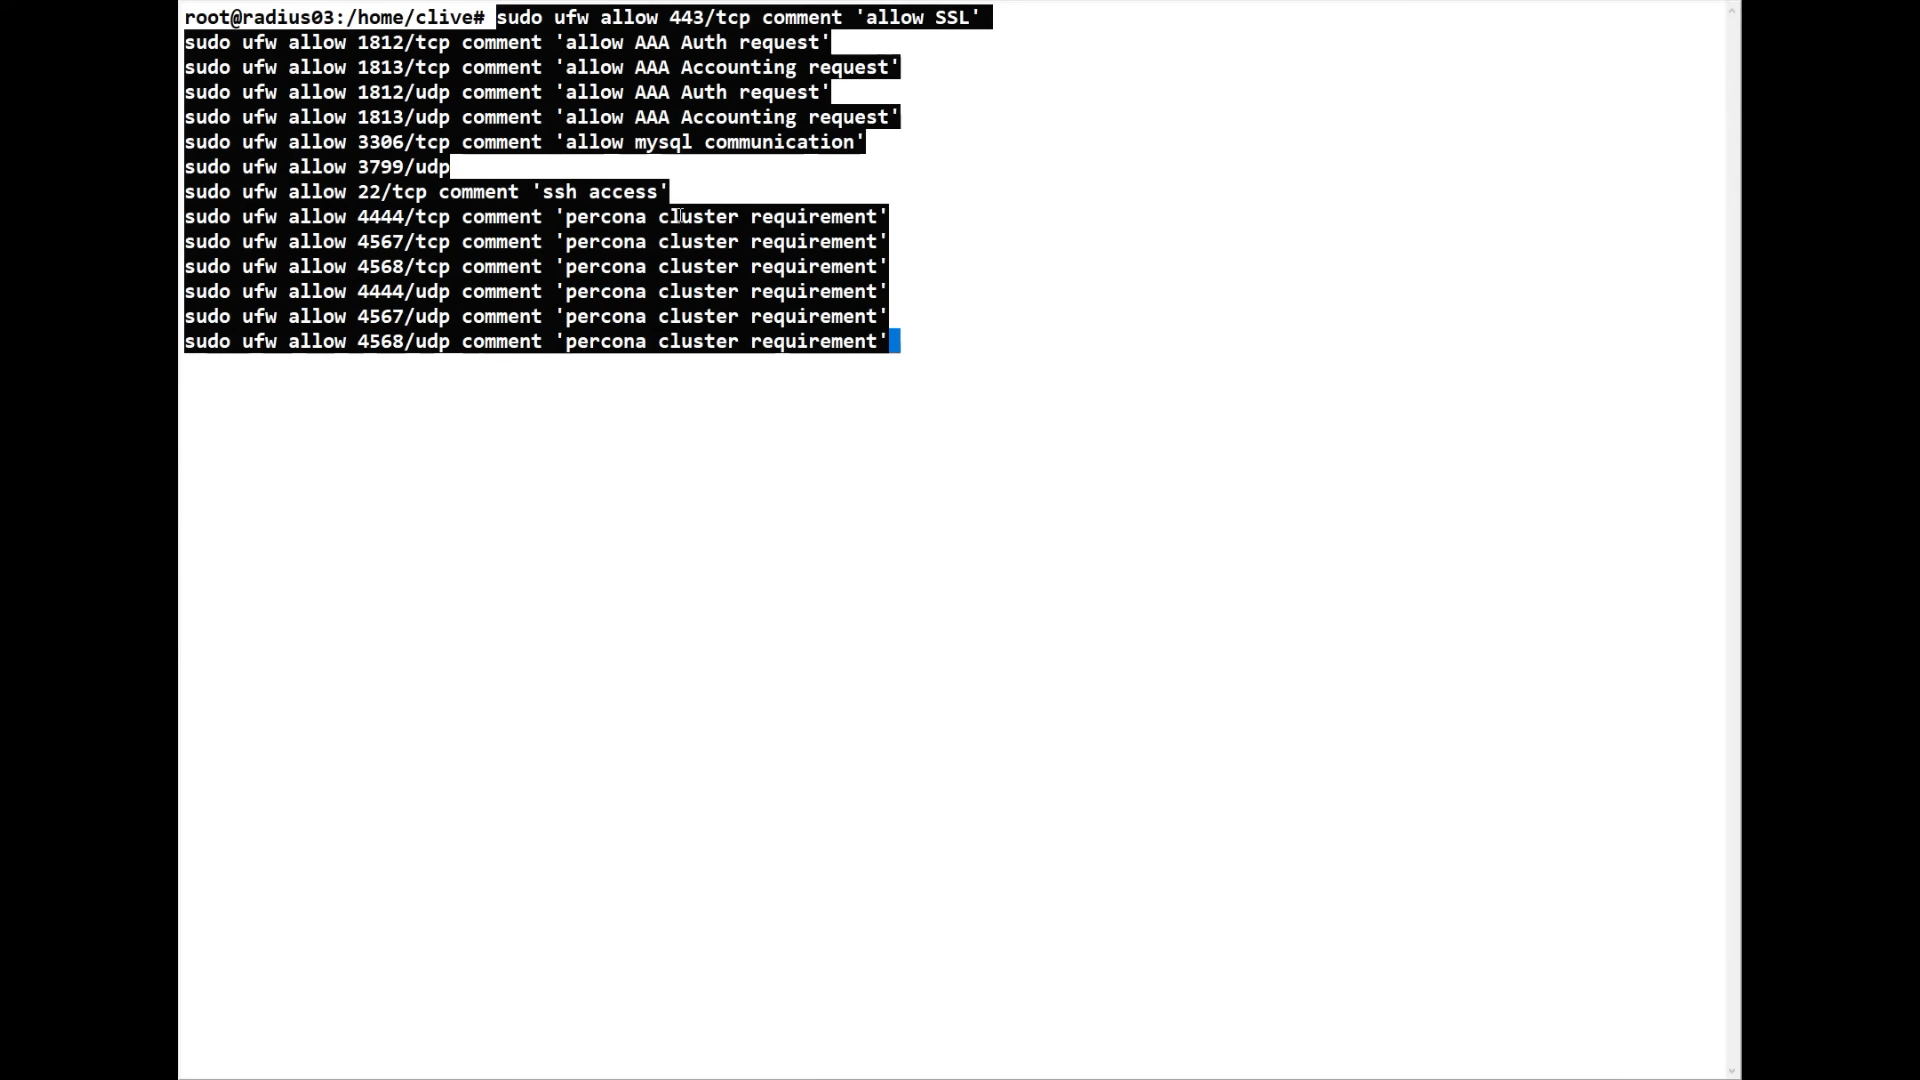 root@radius03:/home/clive# sudo ufw allow 443/tcp comment 'allow SSL'
sudo ufw allow 1812/tcp comment 'allow AAA Auth request'
sudo ufw allow 1813/tcp comment 'allow AAA Accounting request'
sudo ufw allow 1812/udp comment 'allow AAA Auth request'
sudo ufw allow 1813/udp comment 'allow AAA Accounting request'
sudo ufw allow 3306/tcp comment 'allow mysql communication'
sudo ufw allow 3799/udp
sudo ufw allow 22/tcp comment 'ssh access'
sudo ufw allow 4444/tcp comment 'percona cluster requirement'
sudo ufw allow 4567/tcp comment 'percona cluster requirement'
sudo ufw allow 4568/tcp comment 'percona cluster requirement'
sudo ufw allow 4444/udp comment 'percona cluster requirement'
sudo ufw allow 4567/udp comment 'percona cluster requirement'
sudo ufw allow 4568/udp comment 'percona cluster requirement'